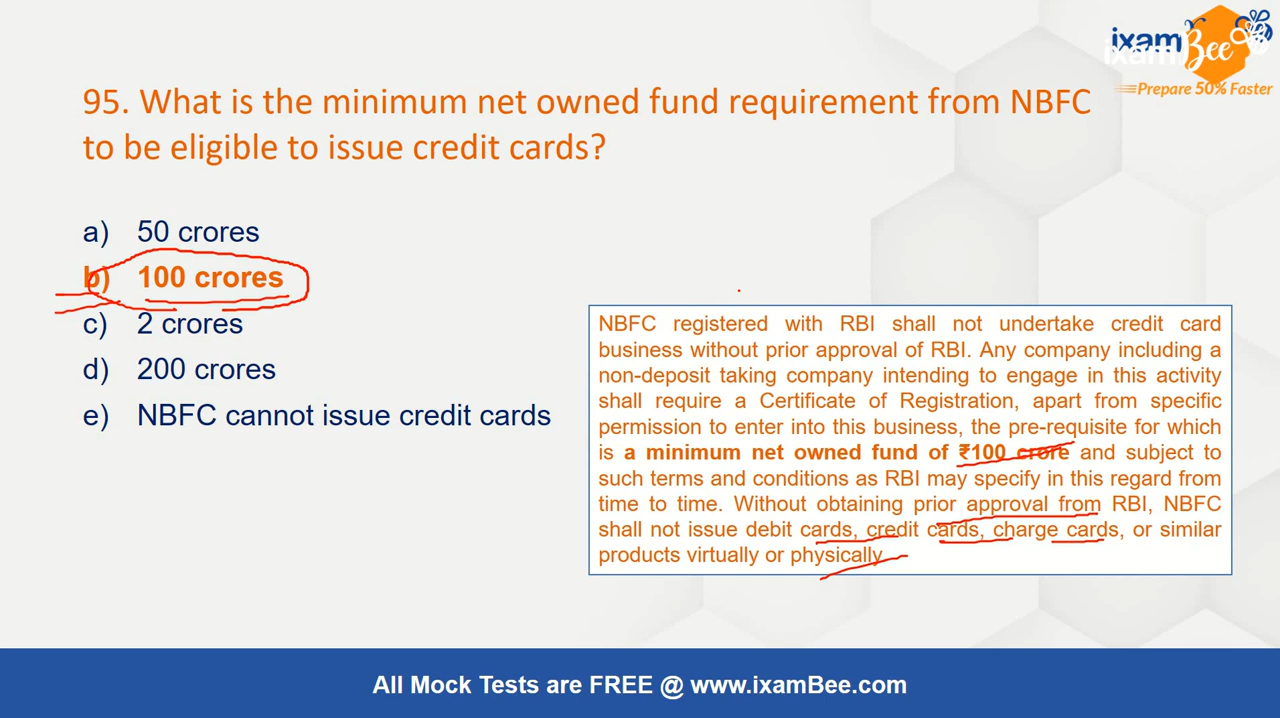 ixamBee
ixamBee
Prepare 50% Faster
95. What is the minimum net owned fund requirement from NBFC
to be eligible to issue credit cards?
a) 50 crores
b) 100 crores
c) 2 crores
d) 200 crores
e) NBFC cannot issue credit cards
NBFC registered with RBI shall not undertake credit card
business without prior approval of RBI. Any company including a
non-deposit taking company intending to engage in this activity
shall require a Certificate of Registration, apart from specific
permission to enter into this business, the pre-requisite for which
is a minimum net owned fund of ₹100 crore and subject to
such terms and conditions as RBI may specify in this regard from
time to time. Without obtaining prior approval from RBI, NBFC
shall not issue debit cards, credit cards, charge cards, or similar
products virtually or physically
All Mock Tests are FREE @ www.ixamBee.com